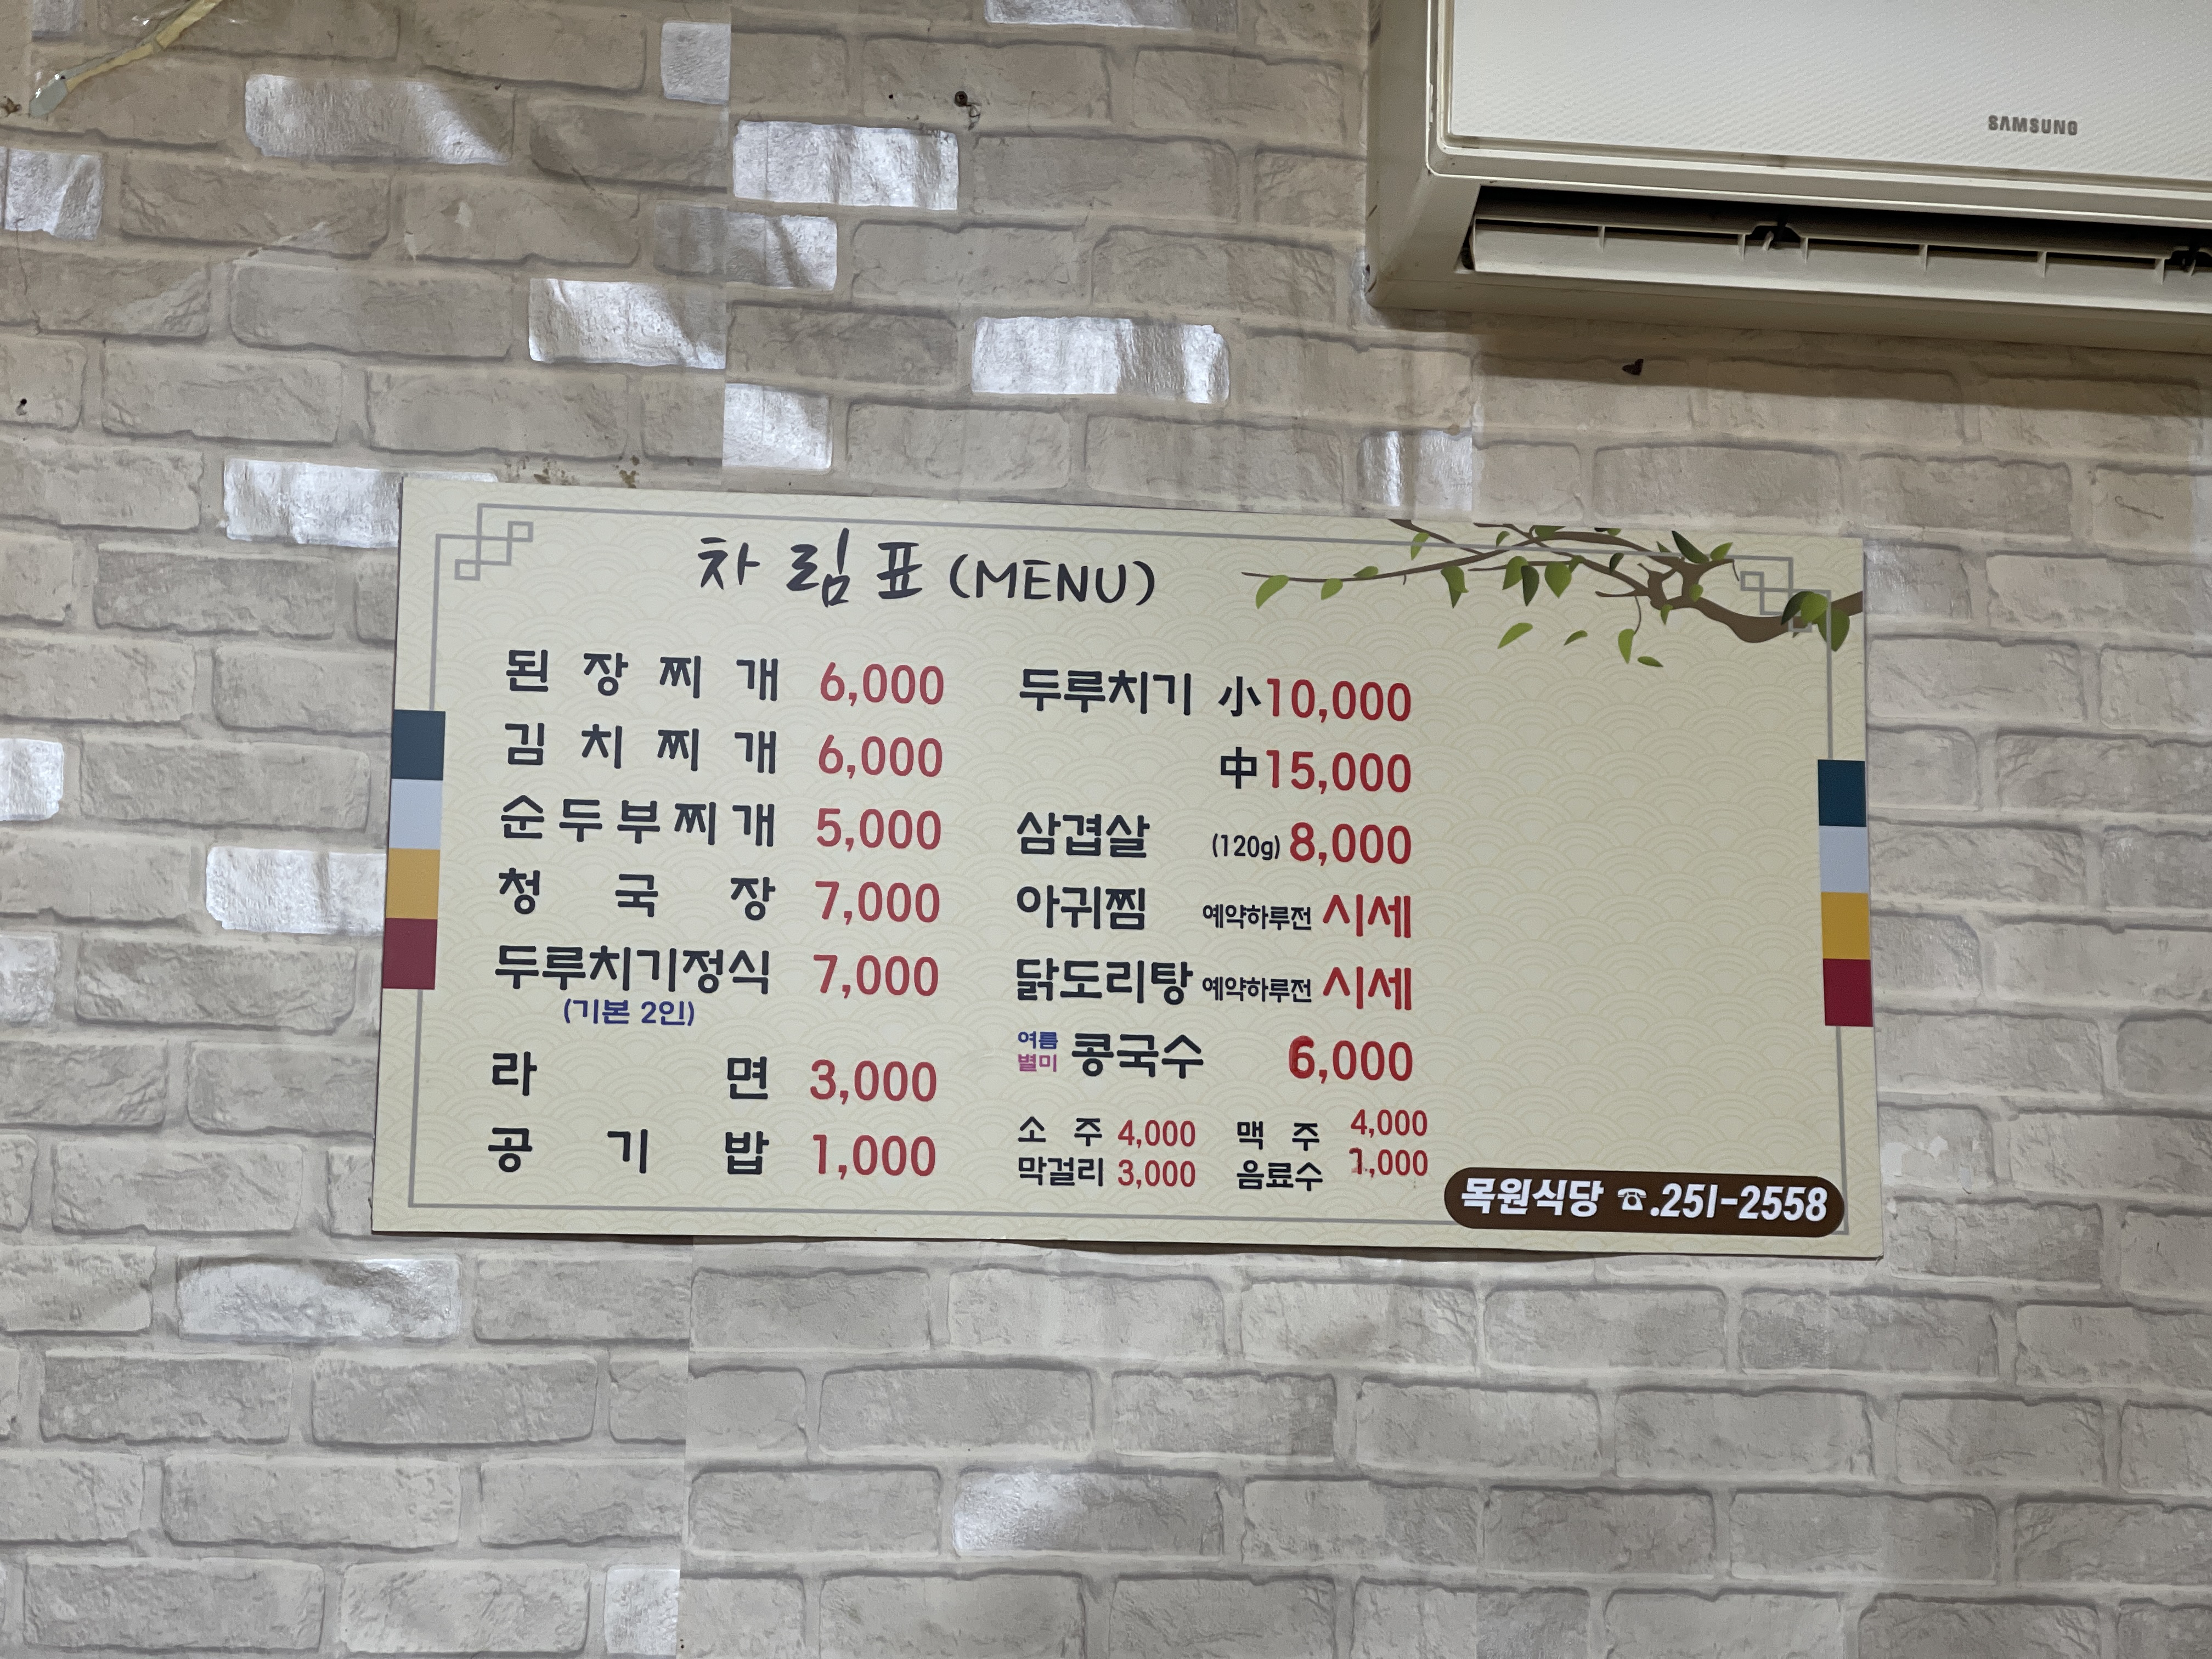 SAMSUNG
차림표 (MENU)
된장찌개 6,000
김치찌개 6,000
순두부찌개 5,000
청국장 7,000
두루치기정식 7,000
(기본 2인)
라면 3,000
공기밥 1,000
두루치기 小 10,000
中 15,000
삼겹살 (120g) 8,000
아귀찜 예약하루전 시세
닭도리탕 예약하루전 시세
여름별미 콩국수 6,000
소주 4,000 맥주 4,000
막걸리 3,000 음료수 1,000
목원식당 ☎.251-2558